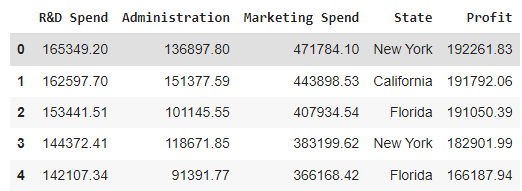 R&D Spend Administration Marketing Spend State Profit
0 165349.20 136897.80 471784.10 New York 192261.83
1 162597.70 151377.59 443898.53 California 191792.06
2 153441.51 101145.55 407934.54 Florida 191050.39
3 144372.41 118671.85 383199.62 New York 182901.99
4 142107.34 91391.77 366168.42 Florida 166187.94